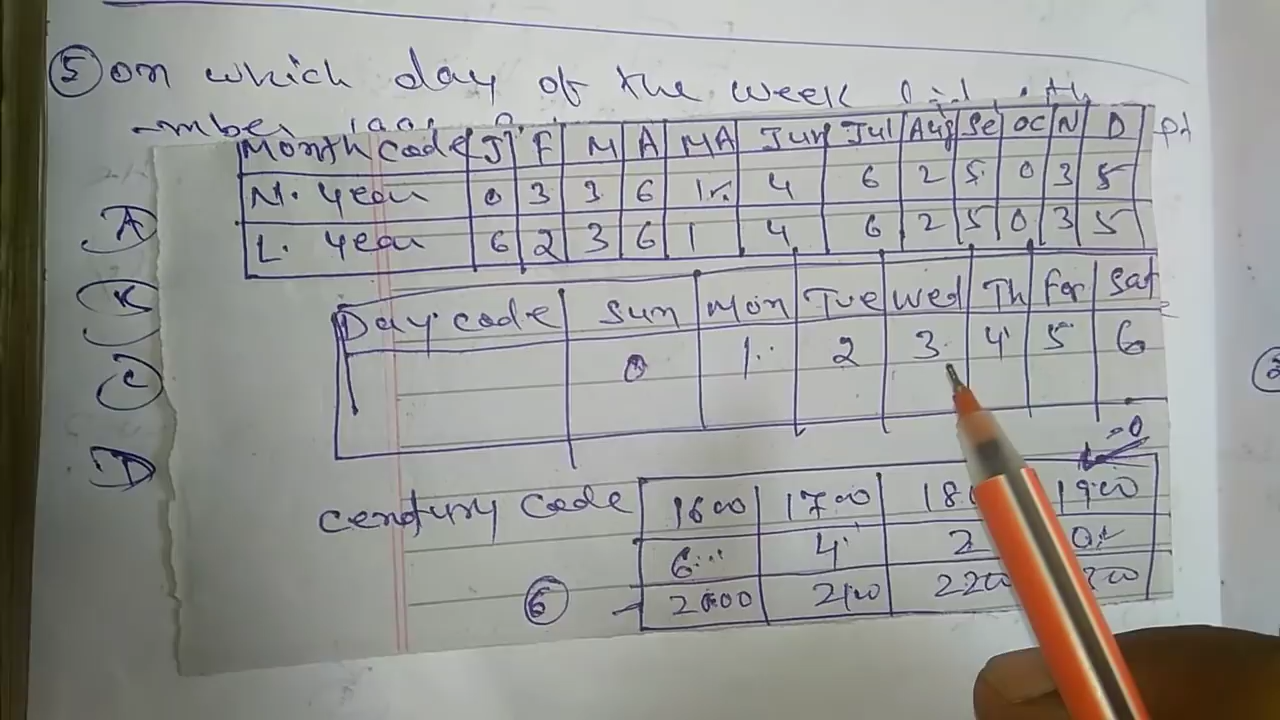 ⑤ on which day of the week
-mber
Month Code J F M A MA Jun Jul Aug Se OC N D
N. Year 0 3 3 6 1 4 6 2 5 0 3 5
L. Year 6 2 3 6 1 4 6 2 5 0 3 5
A
Day code Sun Mon Tue Wed Th For Sat
0 1 2 3 4 5 6
C
D
=0
Century Code 1600 1700 1900
6 4 2 0
⑥ 2000 2100 2200